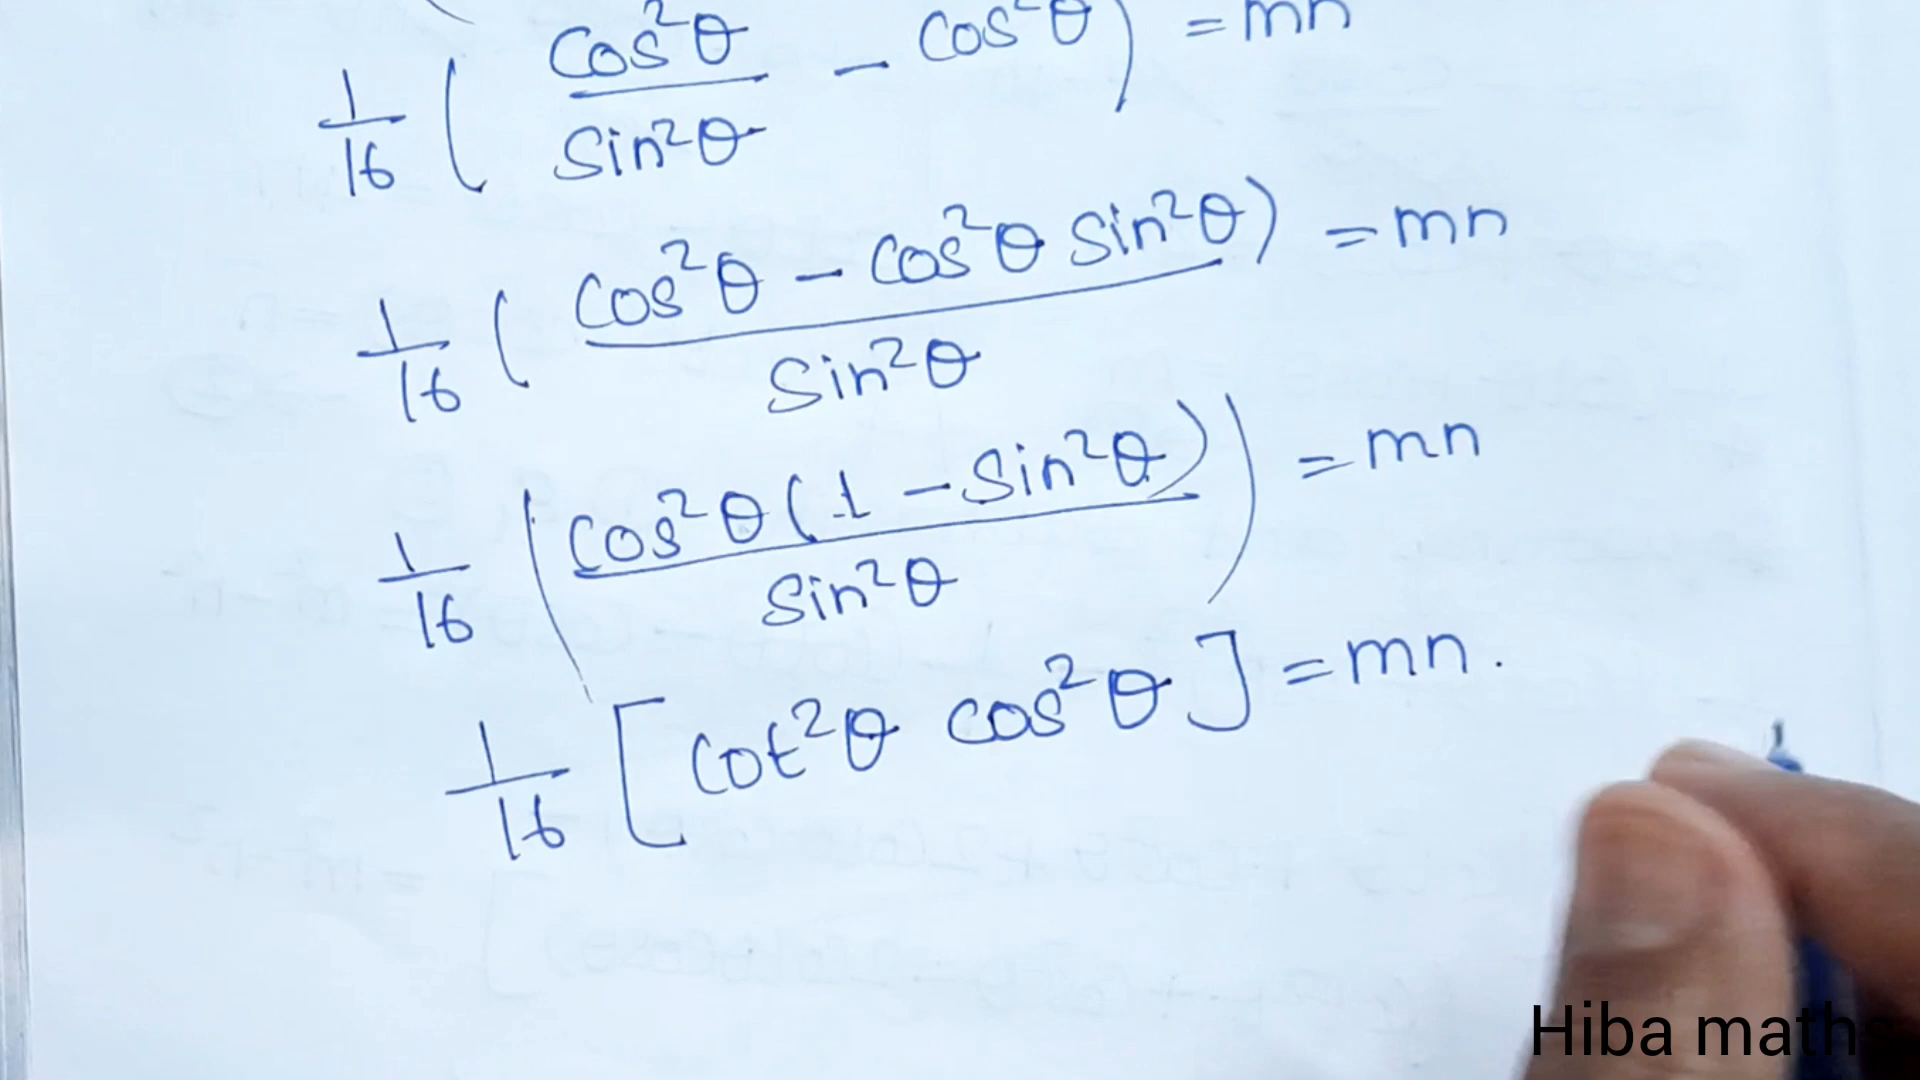 1/16 ( cos²θ/sin²θ - cos²θ ) = mn
1/16 ( cos²θ - cos²θ sin²θ / sin²θ ) = mn
1/16 ( cos²θ (1 - sin²θ) / sin²θ ) = mn
1/16 [ cot²θ cos²θ ] = mn.
Hiba maths